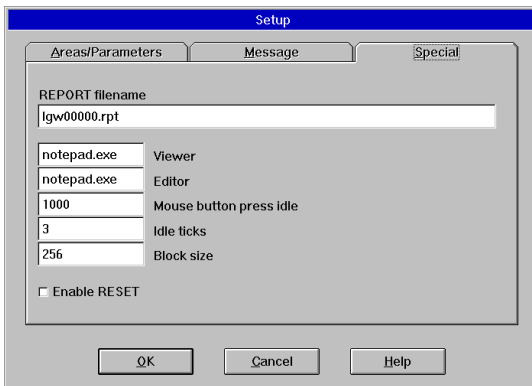 Setup
Areas/Parameters Message Special
REPORT filename
lgw00000.rpt
notepad.exe Viewer
notepad.exe Editor
1000 Mouse button press idle
3 Idle ticks
256 Block size
Enable RESET
OK Cancel Help